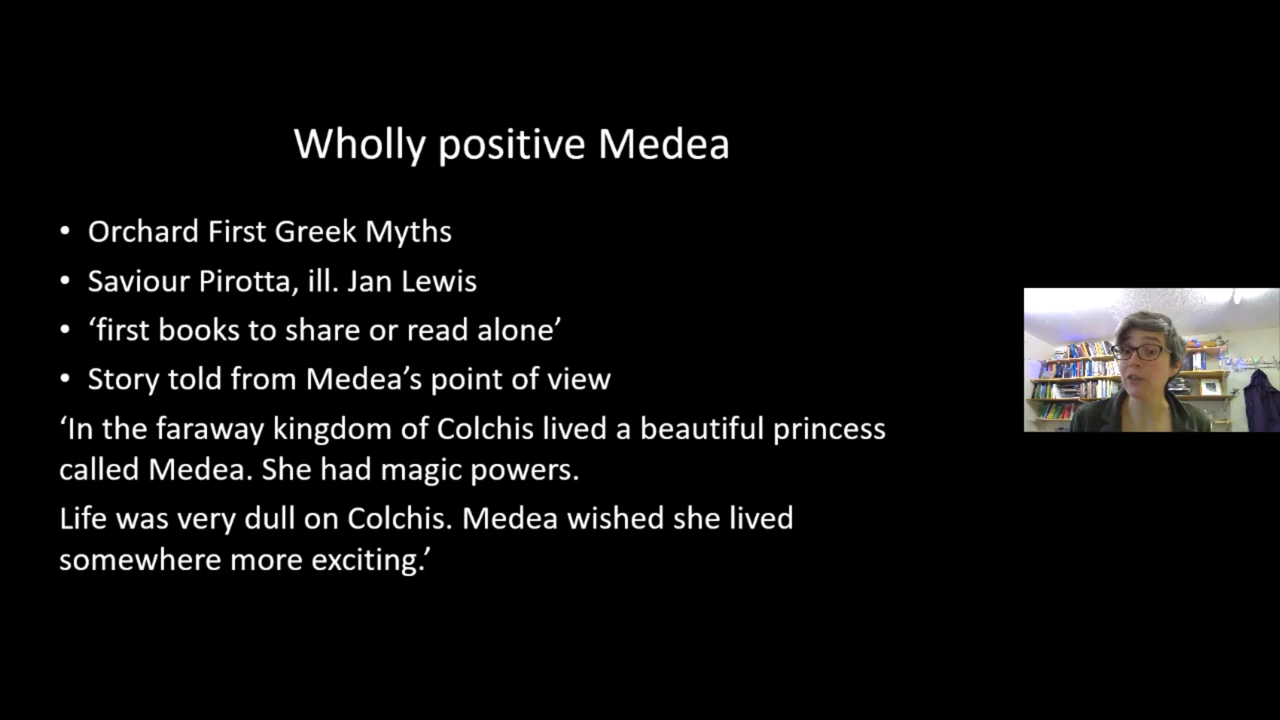 Wholly positive Medea
• Orchard First Greek Myths
• Saviour Pirotta, ill. Jan Lewis
• ‘first books to share or read alone’
• Story told from Medea’s point of view
‘In the faraway kingdom of Colchis lived a beautiful princess
called Medea. She had magic powers.
Life was very dull on Colchis. Medea wished she lived
somewhere more exciting.’